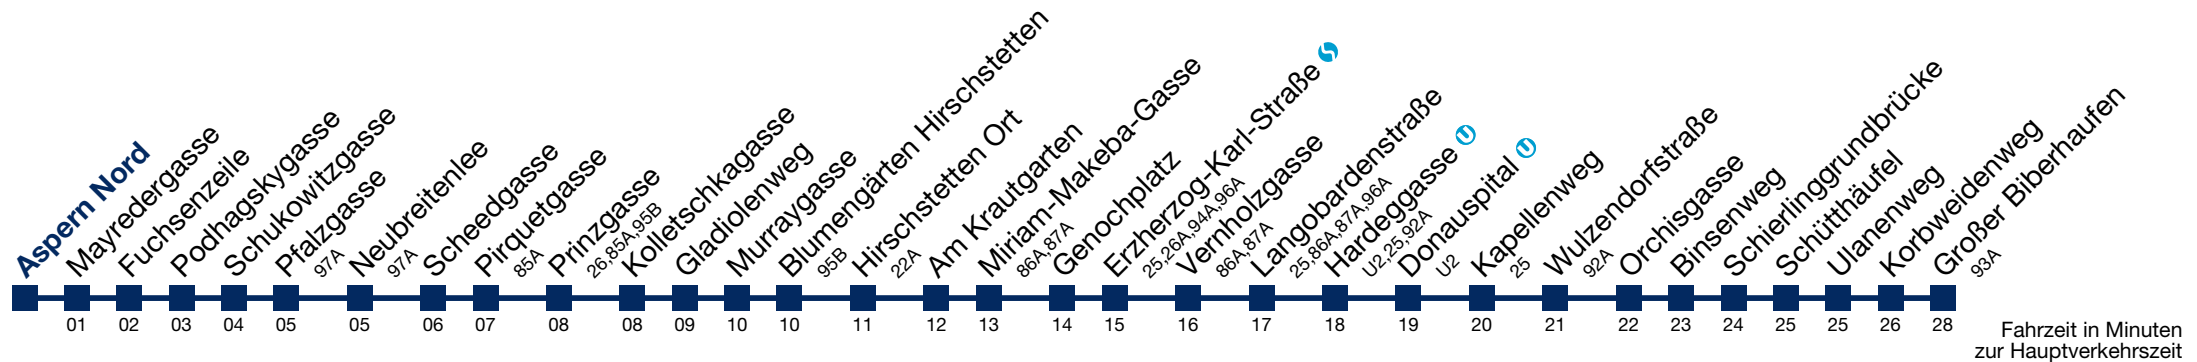 Aspern Nord
Mayredergasse
Fuchsenzeile
Podhagskygasse
Schukowitzgasse
Pfalzgasse
97A
Neubreitenlee
97A
Scheedgasse
Pirquetgasse
85A
Prinzgasse
26,85A,95B
Kolletschkagasse
Gladiolenweg
Murraygasse
Blumengärten Hirschstetten
95B
Hirschstetten Ort
22A
Am Krautgarten
Miriam-Makeba-Gasse
86A,87A
Genochplatz
Erzherzog-Karl-Straße S
25,26A,94A,96A
Vernholzgasse
86A,87A
Langobardenstraße
25,86A,87A,96A
Hardeggasse U
U2,25,92A
Donauspital U
U2
Kapellenweg
25
Wulzendorfstraße
92A
Orchisgasse
Binsenweg
Schierlinggrundbrücke
Schütthäufel
Ulanenweg
Korbweidenweg
Großer Biberhaufen
93A
01 02 03 04 05 05 06 07 08 08 09 10 10 11 12 13 14 15 16 17 18 19 20 21 22 23 24 25 25 26 28
Fahrzeit in Minuten
zur Hauptverkehrszeit